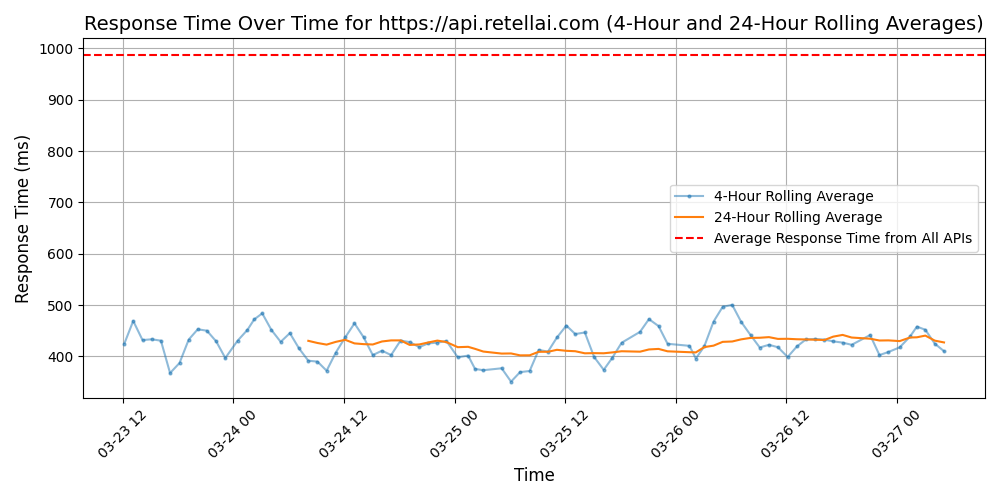 Response Time Over Time for https://api.retellai.com (4-Hour and 24-Hour Rolling Averages)
Response Time (ms)
1000
900
800
700
600
500
400
4-Hour Rolling Average
24-Hour Rolling Average
Average Response Time from All APIs
03-23 12
03-24 00
03-24 12
03-25 00
03-25 12
03-26 00
03-26 12
03-27 00
Time